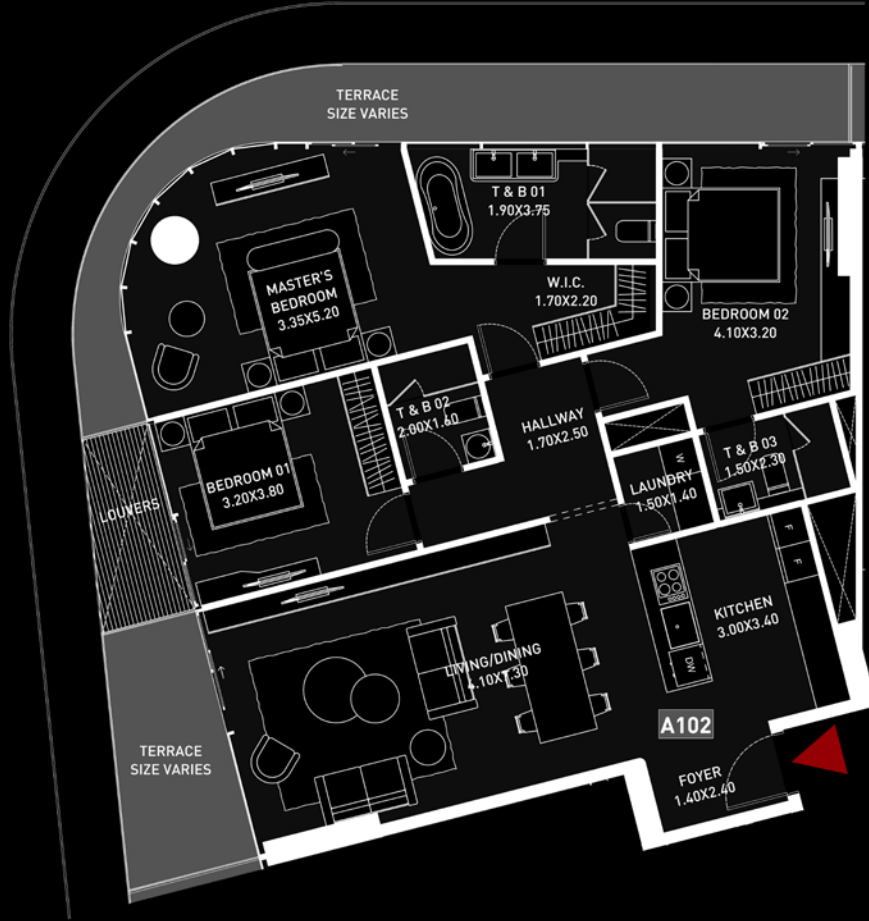 TERRACE
SIZE VARIES
T & B 01
1.90X3.75
MASTER'S
BEDROOM
3.35X5.20
W.I.C.
1.70X2.20
BEDROOM 02
4.10X3.20
T & B 02
2.00X1.60
HALLWAY
1.70X2.50
BEDROOM 01
3.20X3.80
LOUVERS
W
LAUNDRY
1.50X1.40
T & B 03
1.50X2.30
F
F
KITCHEN
3.00X3.40
DW
LIVING/DINING
4.10X7.30
A102
TERRACE
SIZE VARIES
FOYER
1.40X2.40